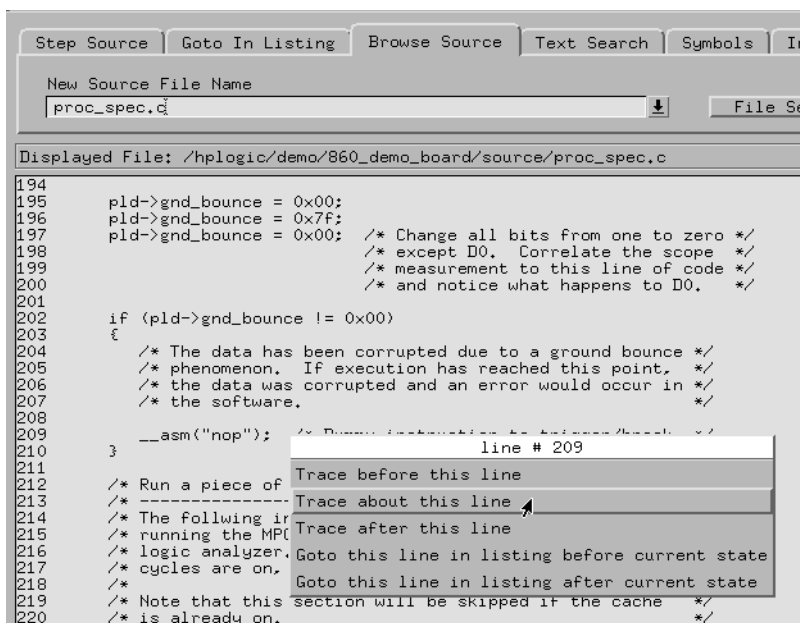 Step Source Goto In Listing Browse Source Text Search Symbols
New Source File Name
proc_spec.c File
Displayed File: /hplogic/demo/860_demo_board/source/proc_spec.c
194
195 pld->gnd_bounce = 0x00;
196 pld->gnd_bounce = 0x7f;
197 pld->gnd_bounce = 0x00; /* Change all bits from one to zero */
198 /* except D0. Correlate the scope */
199 /* measurement to this line of code */
200 /* and notice what happens to D0. */
201
202 if (pld->gnd_bounce != 0x00)
203 {
204 /* The data has been corrupted due to a ground bounce */
205 /* phenomenon. If execution has reached this point, */
206 /* the data was corrupted and an error would occur in */
207 /* the software. */
208
209 __asm("nop");
210 }
line # 209
211
Trace before this line
212 /* Run a piece of
213 /* ---------------
Trace about this line
214 /* The follwing
215 /* running the
Trace after this line
216 /* logic analyzer.
Goto this line in listing before current state
217 /* cycles are on,
218 /*
Goto this line in listing after current state
219 /* Note that this section will be skipped if the cache */
220 /* is already on. */